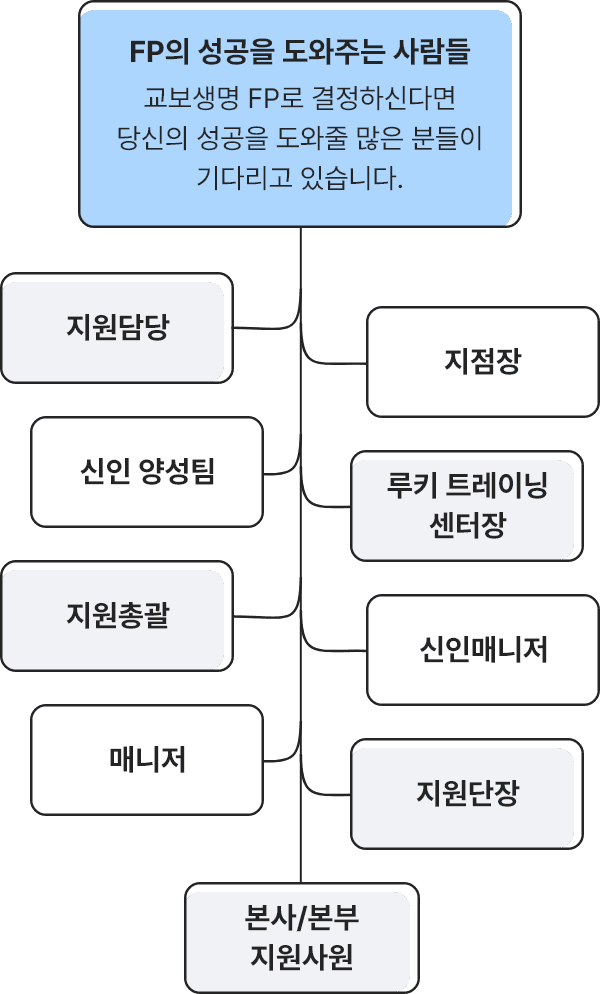 FP의 성공을 도와주는 사람들
교보생명 FP로 결정하신다면
당신의 성공을 도와줄 많은 분들이
기다리고 있습니다.
지원담당
지점장
신인 양성팀
루키 트레이닝
센터장
지원총괄
신인매니저
매니저
지원단장
본사/본부
지원사원